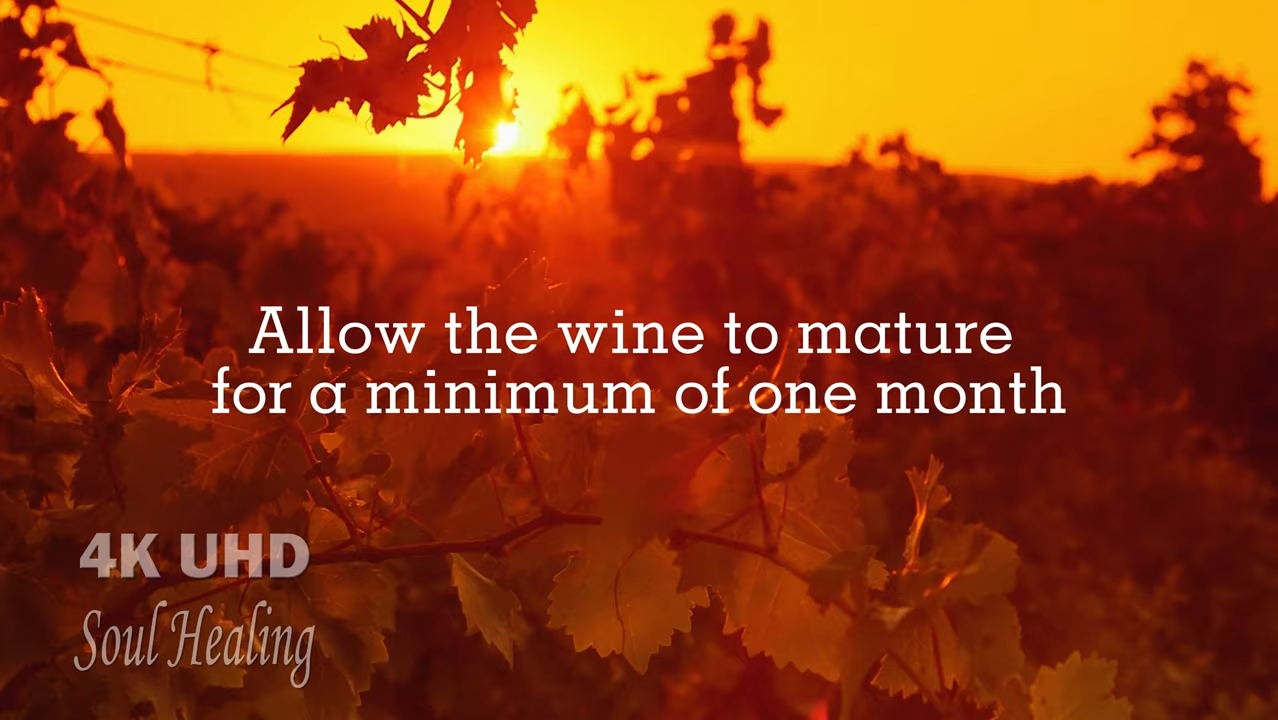 Allow the wine to mature
for a minimum of one month
4K UHD
Soul Healing